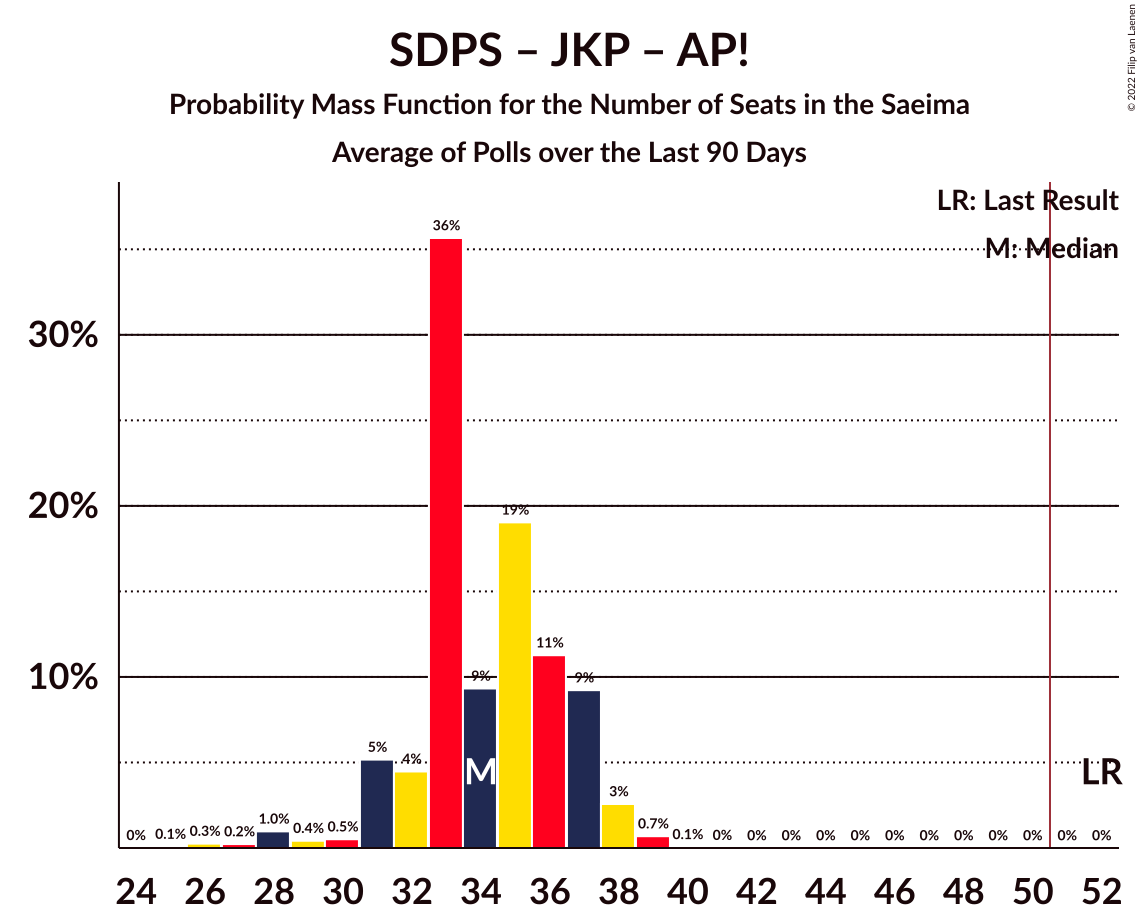 SDPS – JKP – AP!
Probability Mass Function for the Number of Seats in the Saeima
Average of Polls over the Last 90 Days
© 2022 Filip van Laenen
LR: Last Result
M: Median
30%
20%
10%
0% 0.1% 0.3% 0.2% 1.0% 0.4% 0.5% 5% 4% 36% 9% 19% 11% 9% 3% 0.7% 0.1% 0% 0% 0% 0% 0% 0% 0% 0% 0% 0% 0% 0%
M
LR
24 26 28 30 32 34 36 38 40 42 44 46 48 50 52